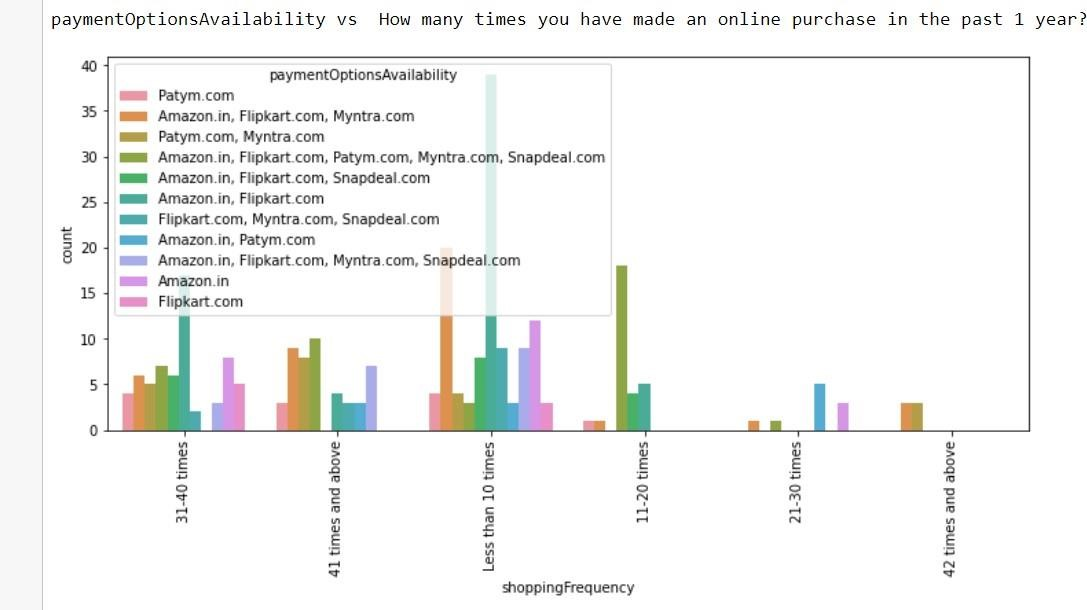 paymentOptionsAvailability vs  How many times you have made an online purchase in the past 1 year?
paymentOptionsAvailability
Patym.com
Amazon.in, Flipkart.com, Myntra.com
Patym.com, Myntra.com
Amazon.in, Flipkart.com, Patym.com, Myntra.com, Snapdeal.com
Amazon.in, Flipkart.com, Snapdeal.com
Amazon.in, Flipkart.com
Flipkart.com, Myntra.com, Snapdeal.com
Amazon.in, Patym.com
Amazon.in, Flipkart.com, Myntra.com, Snapdeal.com
Amazon.in
Flipkart.com
count
40
35
30
25
20
15
10
5
0
31-40 times
41 times and above
Less than 10 times
11-20 times
21-30 times
42 times and above
shoppingFrequency